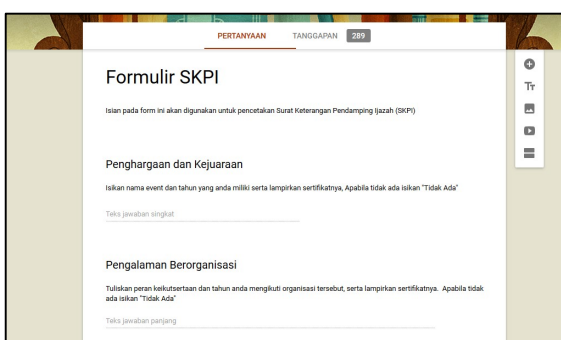 PERTANYAAN TANGGAPAN 289
Formulir SKPI
Isian pada form ini akan digunakan untuk pencetakan Surat Keterangan Pendamping Ijazah (SKPI)
Penghargaan dan Kejuaraan
Isikan nama event dan tahun yang anda miliki serta lampirkan sertifikatnya, Apabila tidak ada isikan "Tidak Ada"
Teks jawaban singkat
Pengalaman Berorganisasi
Tuliskan peran keikutsertaan dan tahun anda mengikuti organisasi tersebut, serta lampirkan sertifikatnya. Apabila tidak
ada isikan "Tidak Ada"
Teks jawaban panjang